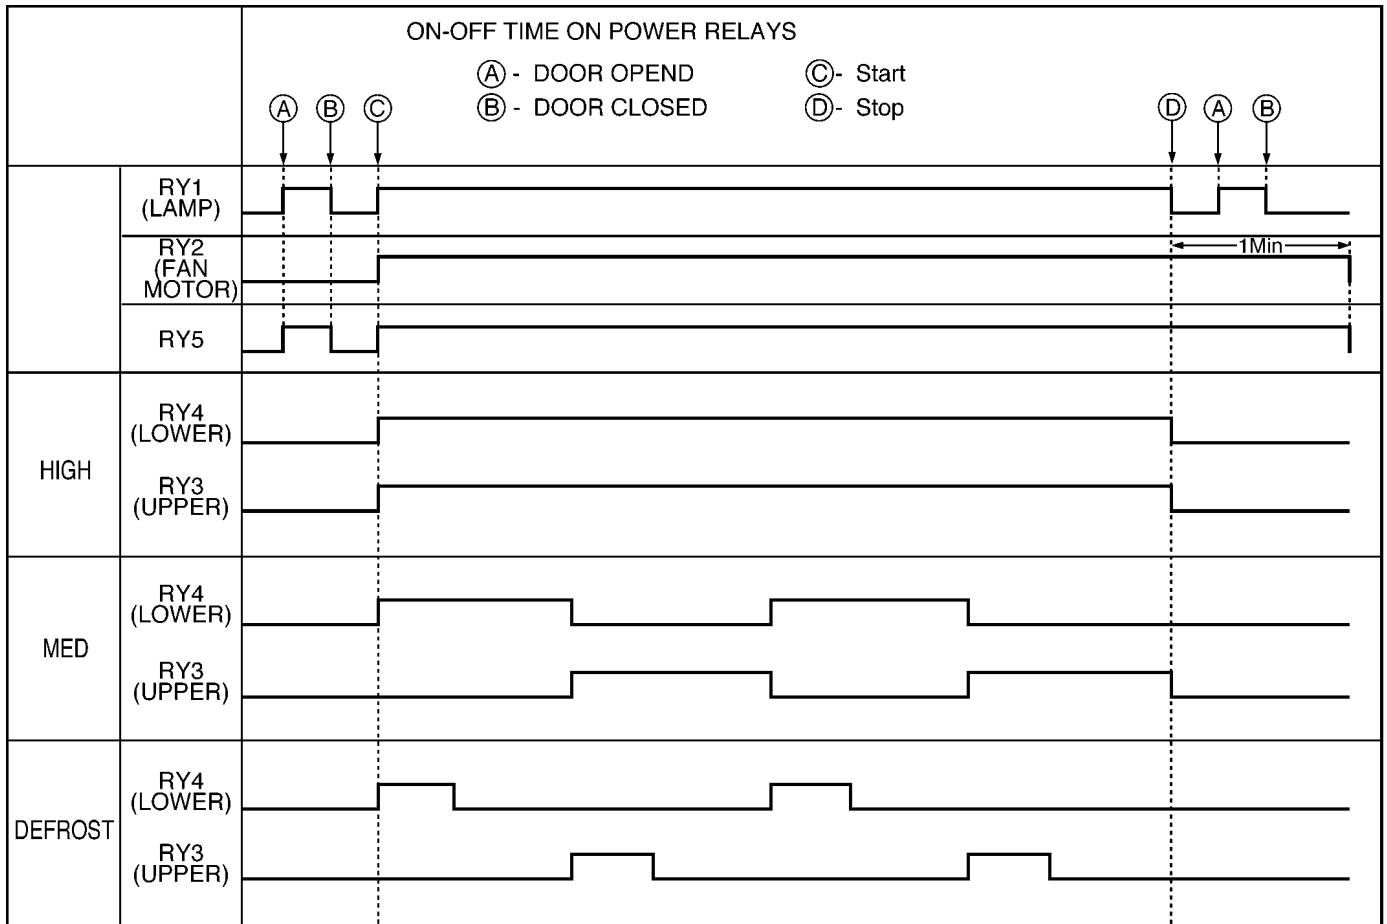 ON-OFF TIME ON POWER RELAYS
Ⓐ - DOOR OPEND Ⓒ- Start
Ⓑ - DOOR CLOSED Ⓓ- Stop
Ⓐ Ⓑ Ⓒ Ⓓ Ⓐ Ⓑ
RY1
(LAMP)
RY2
(FAN
MOTOR)
1Min
RY5
HIGH
RY4
(LOWER)
RY3
(UPPER)
MED
RY4
(LOWER)
RY3
(UPPER)
DEFROST
RY4
(LOWER)
RY3
(UPPER)